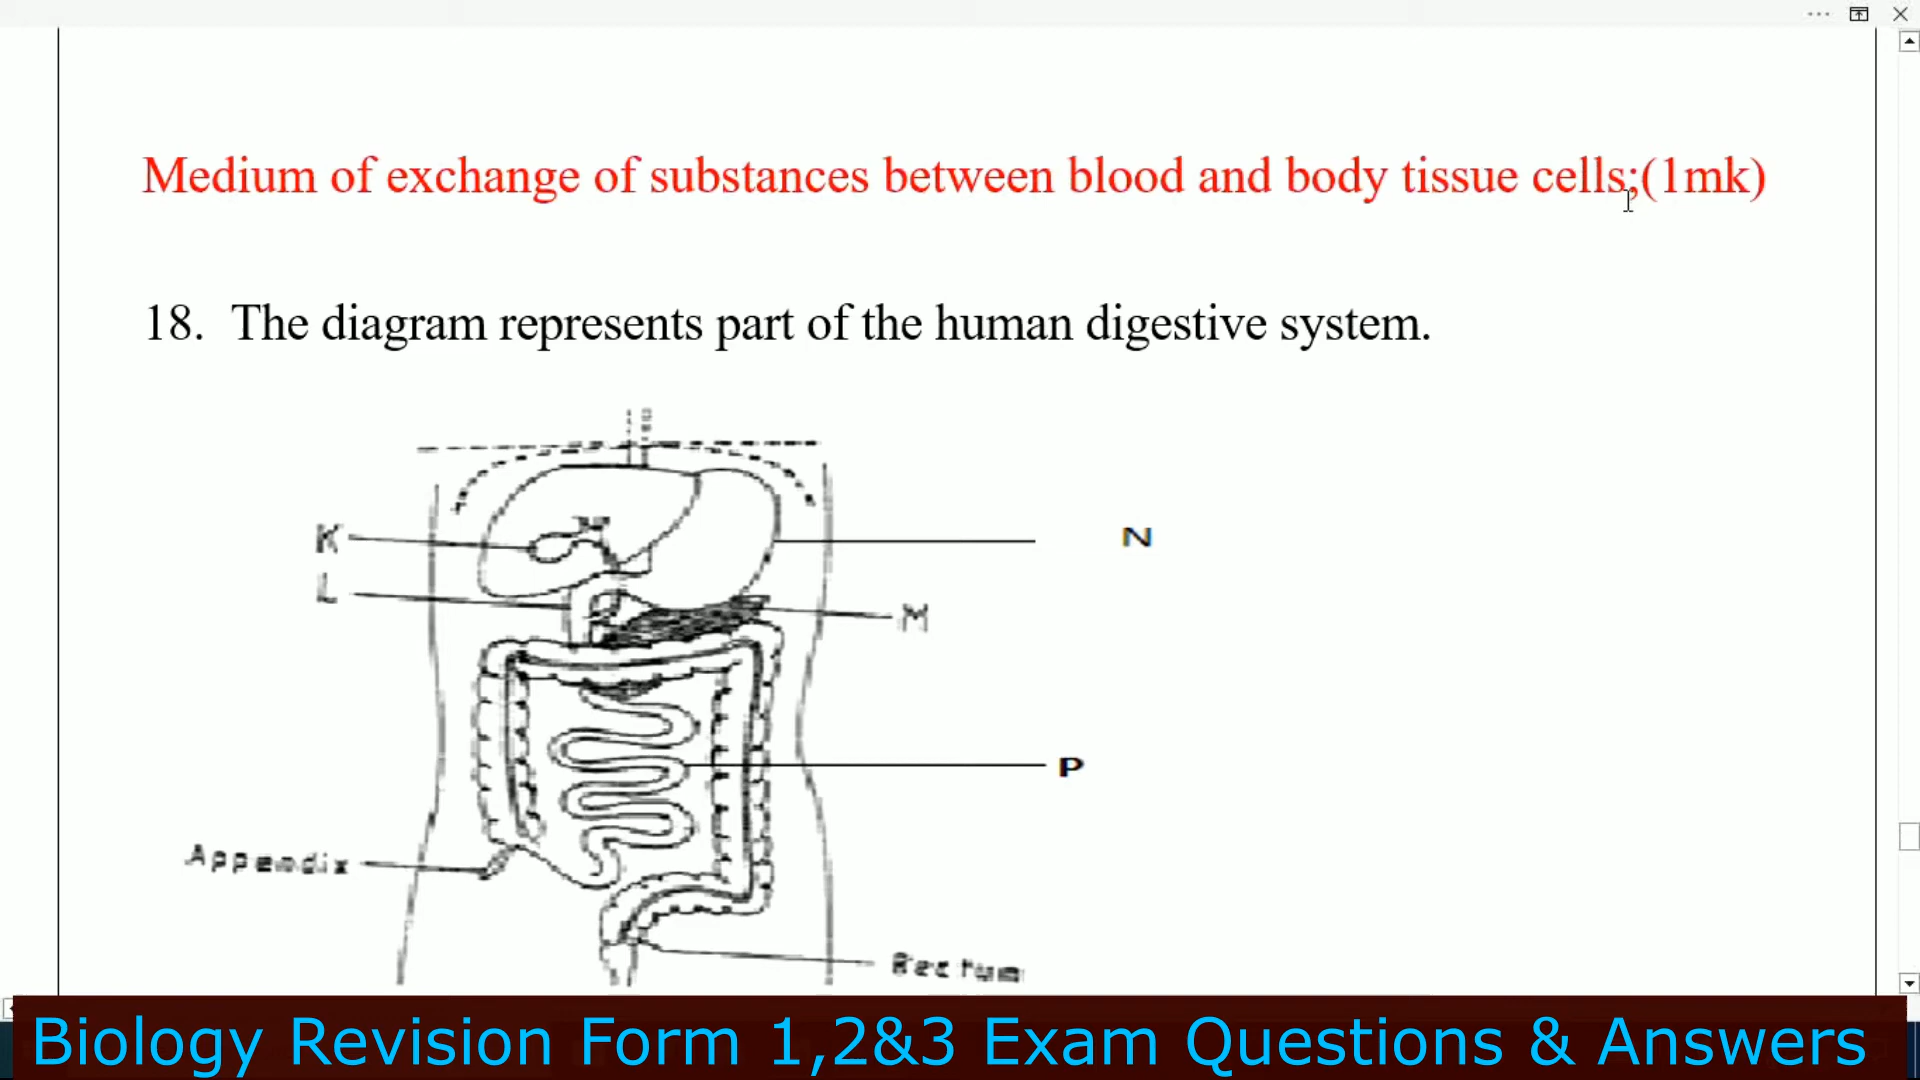 Medium of exchange of substances between blood and body tissue cells;(1mk)
18. The diagram represents part of the human digestive system.
K
N
L
M
P
Appendix
Rectum
Biology Revision Form 1,2&3 Exam Questions & Answers